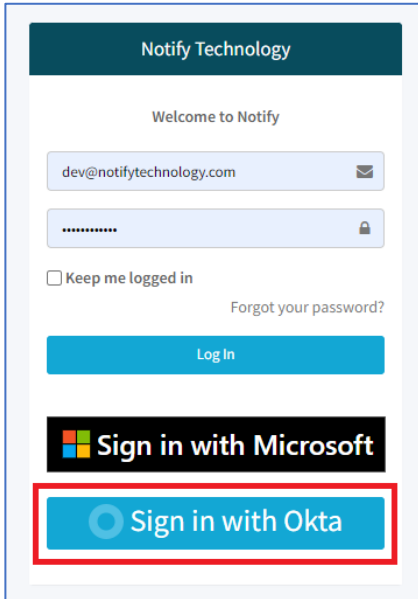 Notify Technology
Welcome to Notify
dev@notifytechnology.com
••••••••••••
Keep me logged in
Forgot your password?
Log In
Sign in with Microsoft
Sign in with Okta